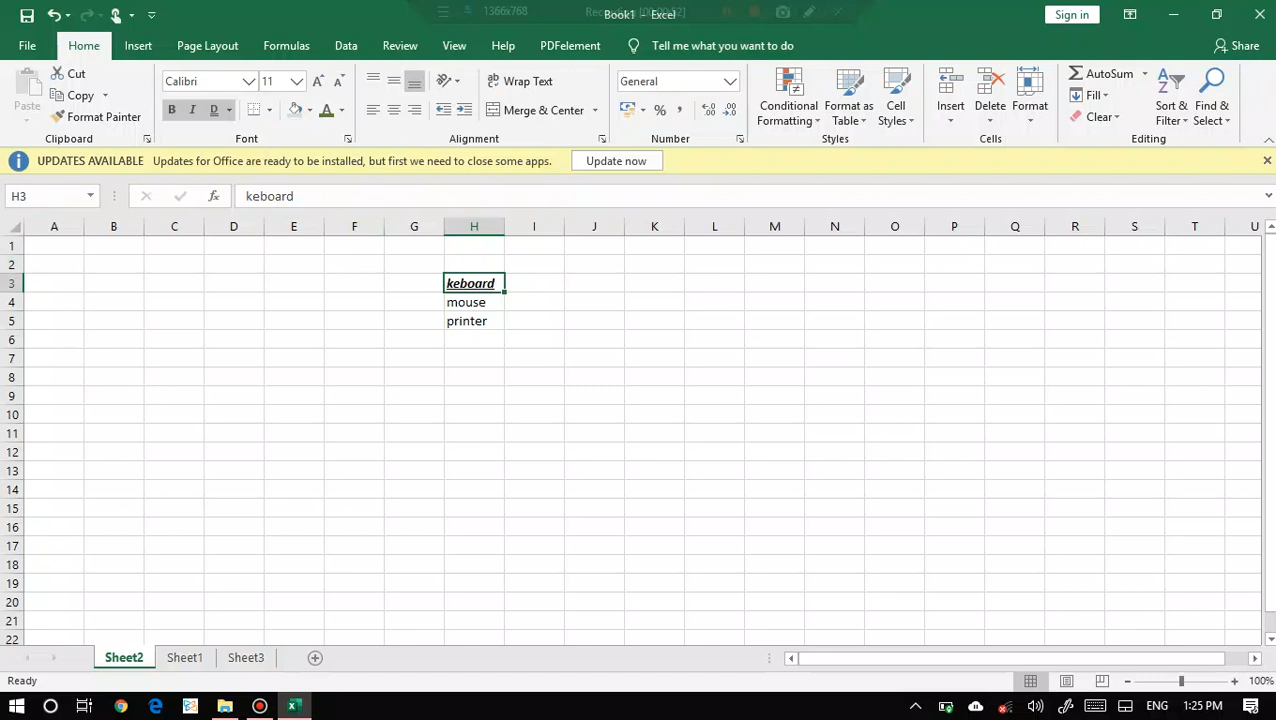 1366x768 Recording [00:00:52]
Book1 - Excel Sign in
File Home Insert Page Layout Formulas Data Review View Help PDFelement Tell me what you want to do Share
Cut Calibri 11 Wrap Text General AutoSum
Paste Copy Conditional Format as Cell Insert Delete Format Fill Sort & Find &
Format Painter B I D Merge & Center % , Formatting Table Styles Clear Filter Select
Clipboard Font Alignment Number Styles Cells Editing
UPDATES AVAILABLE Updates for Office are ready to be installed, but first we need to close some apps. Update now
H3 fx keboard
A B C D E F G H I J K L M N O P Q R S T U
1
2
3 keboard
4 mouse
5 printer
6
7
8
9
10
11
12
13
14
15
16
17
18
19
20
21
22
Sheet2 Sheet1 Sheet3
Ready 100%
ENG 1:25 PM